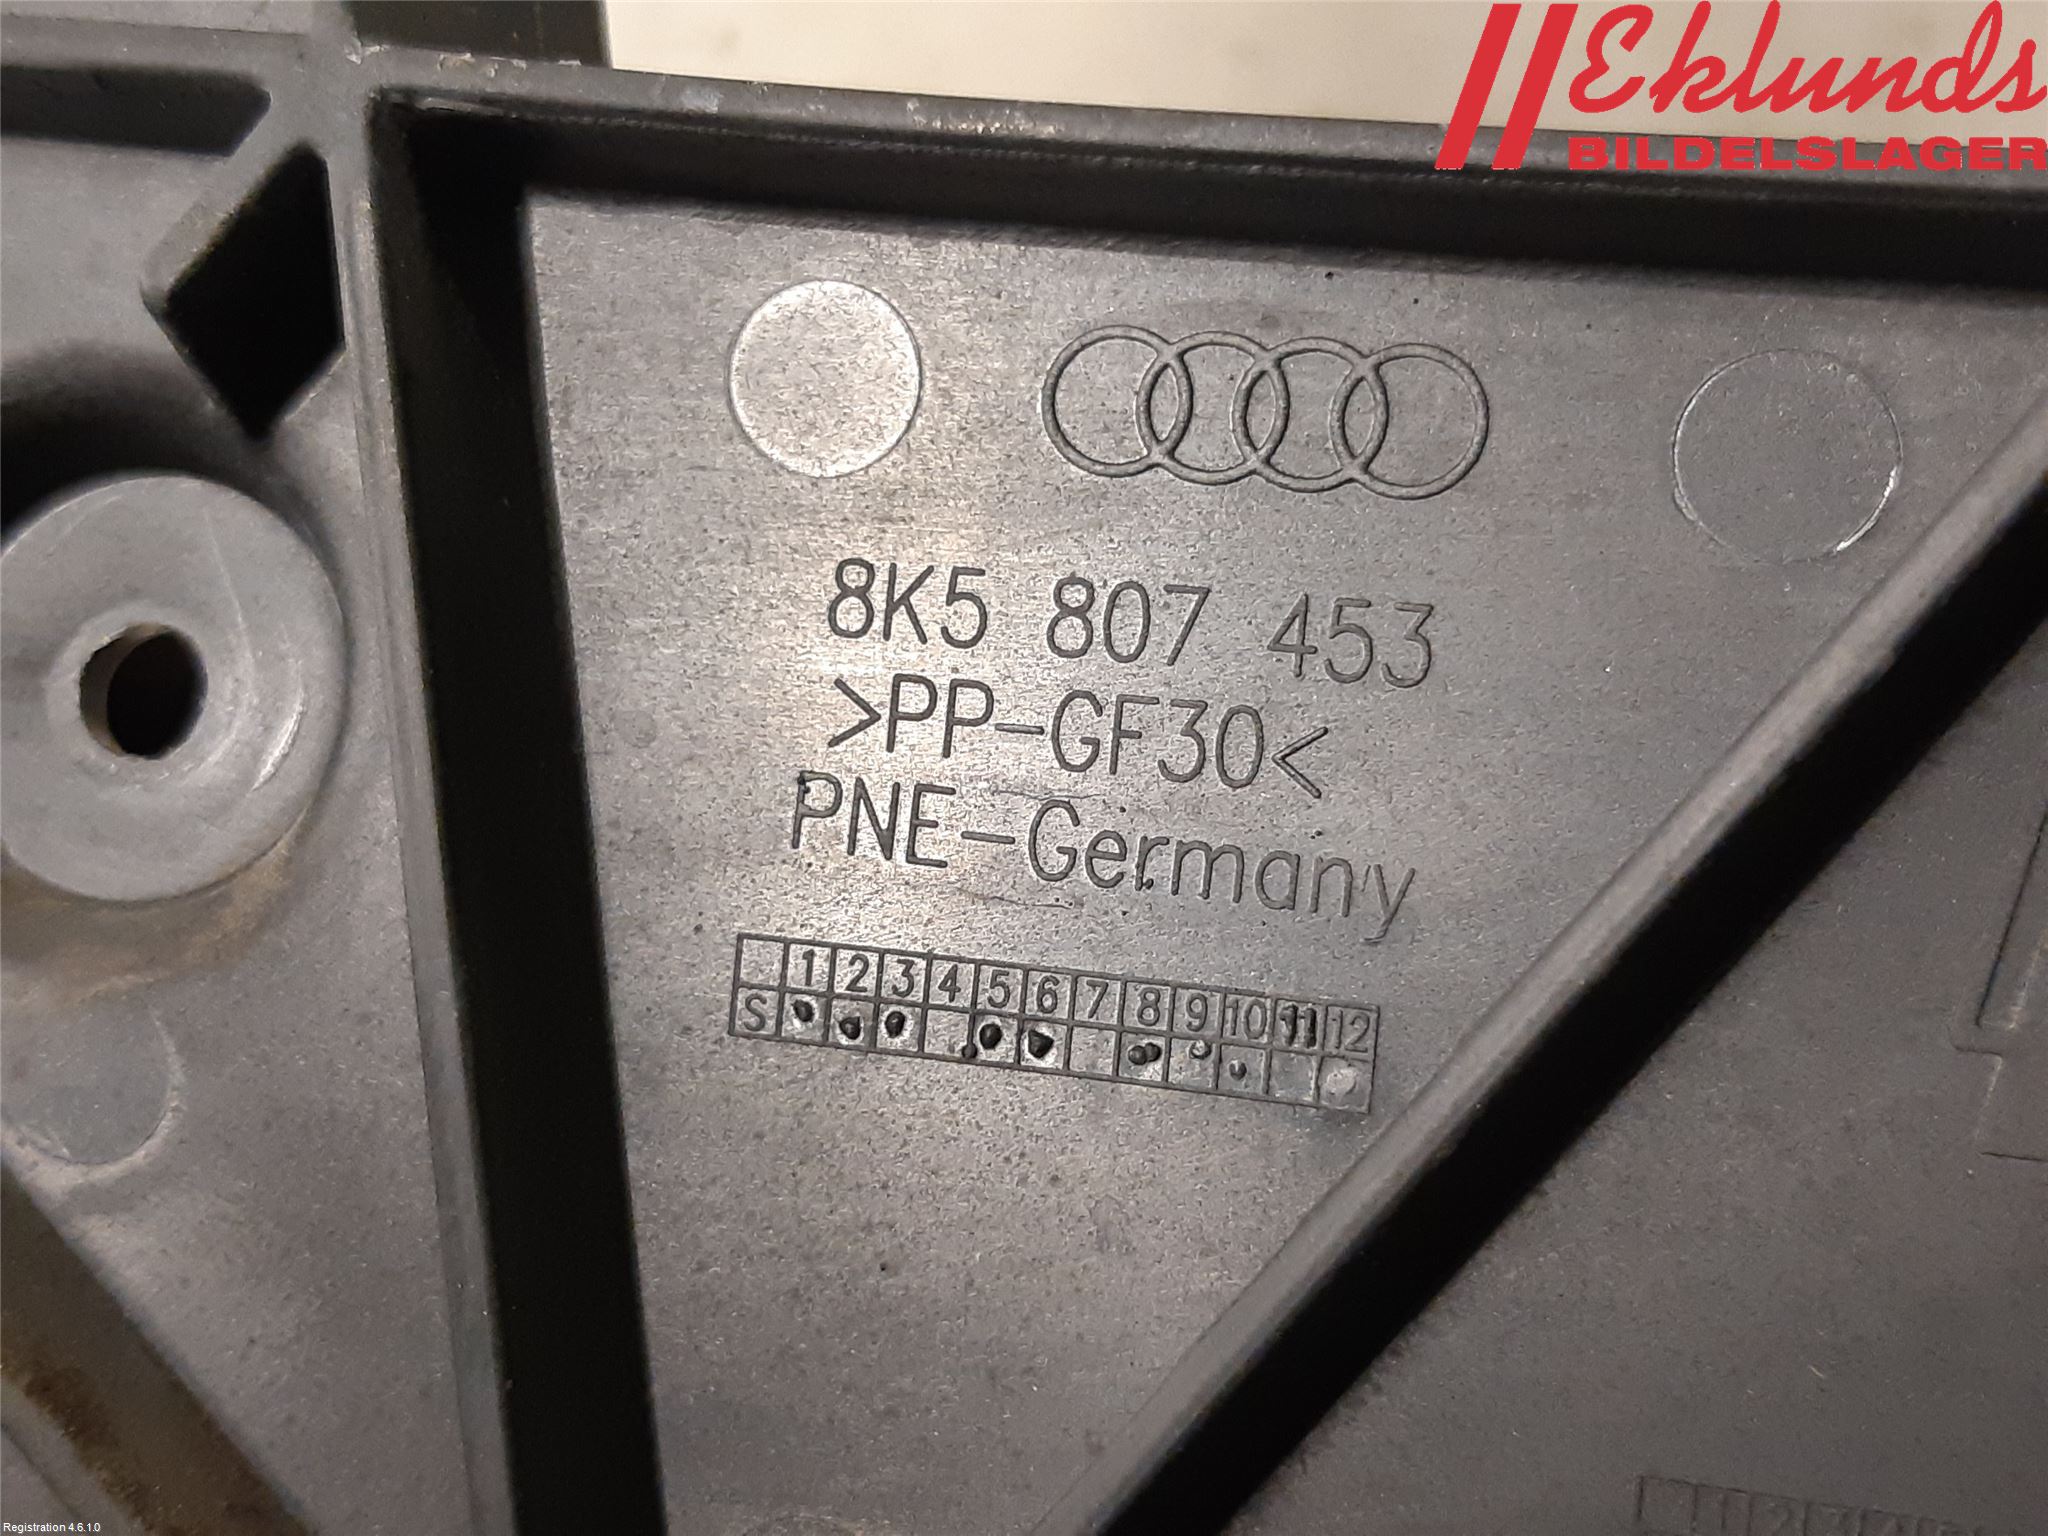 Eklunds
BILDELSLAGER
8K5 807 453
>PP-GF30<
PNE-Germany
1 2 3 4 5 6 7 8 9 10 11 12
S
Registration 4.6.1.0